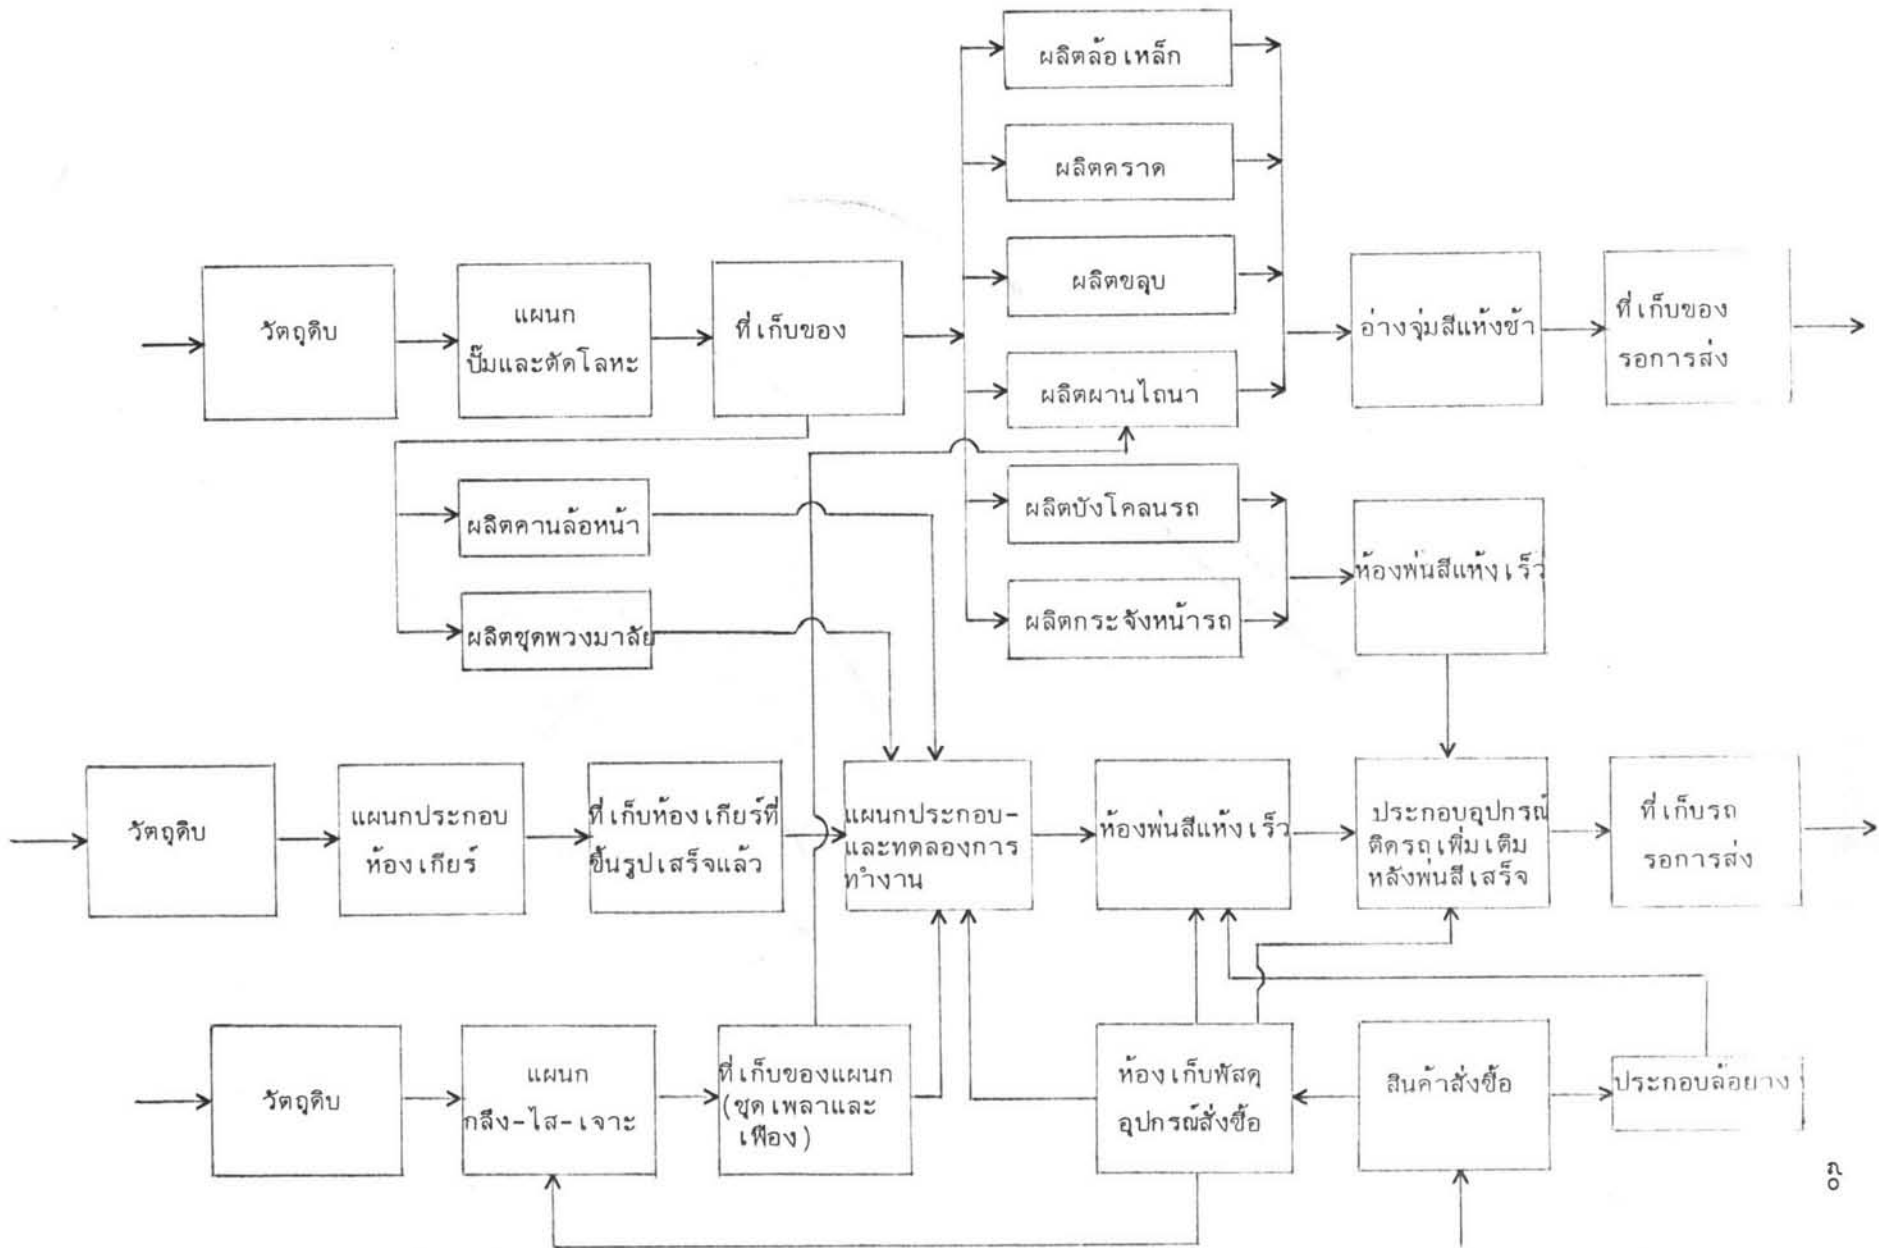 ผลิตล้อเหล็ก
ผลิตคราด
ผลิตขลุบ
วัตถุดิบ
แผนก
ปั๊มและตัดโลหะ
ที่เก็บของ
ผลิตผานไถนา
อ่างจุ่มสีแห้งช้า
ที่เก็บของ
รอการส่ง
ผลิตคานล้อหน้า
ผลิตบังโคลนรถ
ห้องพ่นสีแห้งเร็ว
ผลิตชุดพวงมาลัย
ผลิตกระจังหน้ารถ
วัตถุดิบ
แผนกประกอบ
ห้องเกียร์
ที่เก็บห้องเกียร์ที่
ขึ้นรูปเสร็จแล้ว
แผนกประกอบ-
และทดลองการ
ทำงาน
ห้องพ่นสีแห้งเร็ว
ประกอบอุปกรณ์
ติดรถเพิ่มเติม
หลังพ่นสีเสร็จ
ที่เก็บรถ
รอการส่ง
วัตถุดิบ
แผนก
กลึง-ไส-เจาะ
ที่เก็บของแผนก
(ชุดเพลาและ
เฟือง)
ห้องเก็บพัสดุ
อุปกรณ์สั่งซื้อ
สินค้าสั่งซื้อ
ประกอบล้อยาง